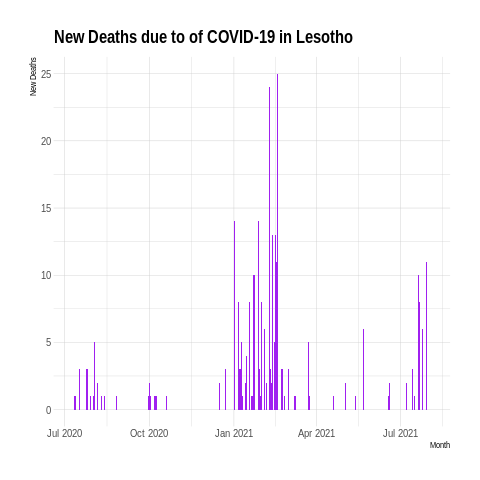 New Deaths due to of COVID-19 in Lesotho
New Deaths
25
20
15
10
5
0
Jul 2020 Oct 2020 Jan 2021 Apr 2021 Jul 2021
Month